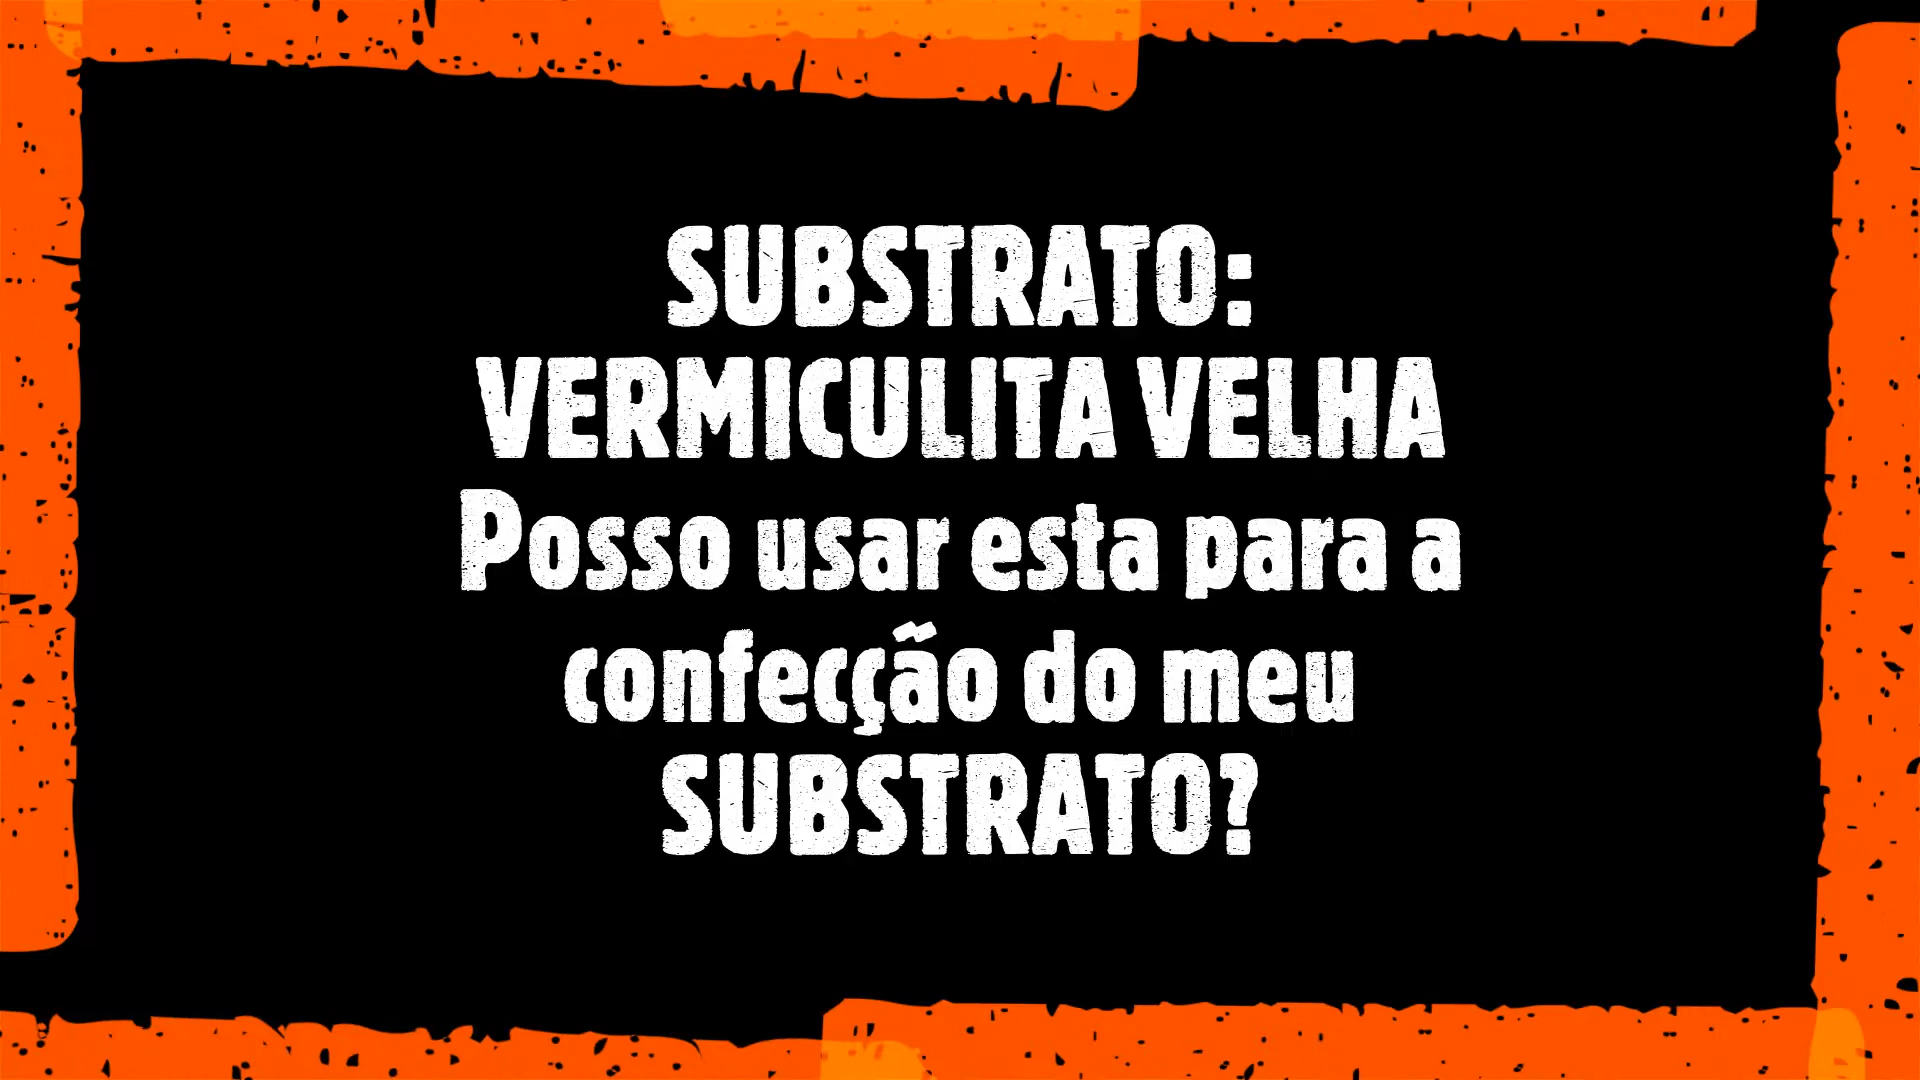 SUBSTRATO:
VERMICULITA VELHA
Posso usar esta para a
confecção do meu
SUBSTRATO?